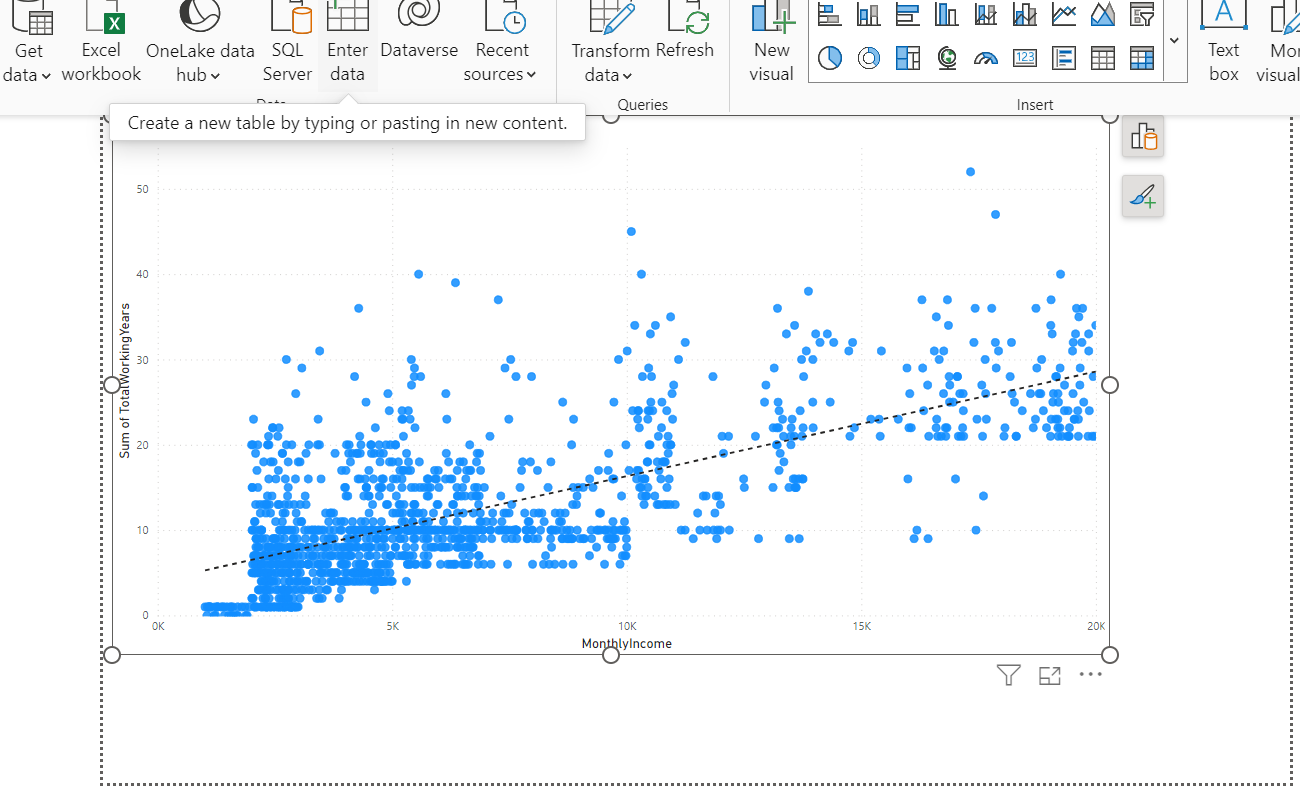 Get data
Excel workbook
OneLake data hub
SQL Server
Enter data
Dataverse
Recent sources
Transform data
Refresh
New visual
123
A
Text box
Queries
Insert
Create a new table by typing or pasting in new content.
Sum of TotalWorkingYears
50
40
30
20
10
0
0K
5K
10K
15K
20K
MonthlyIncome